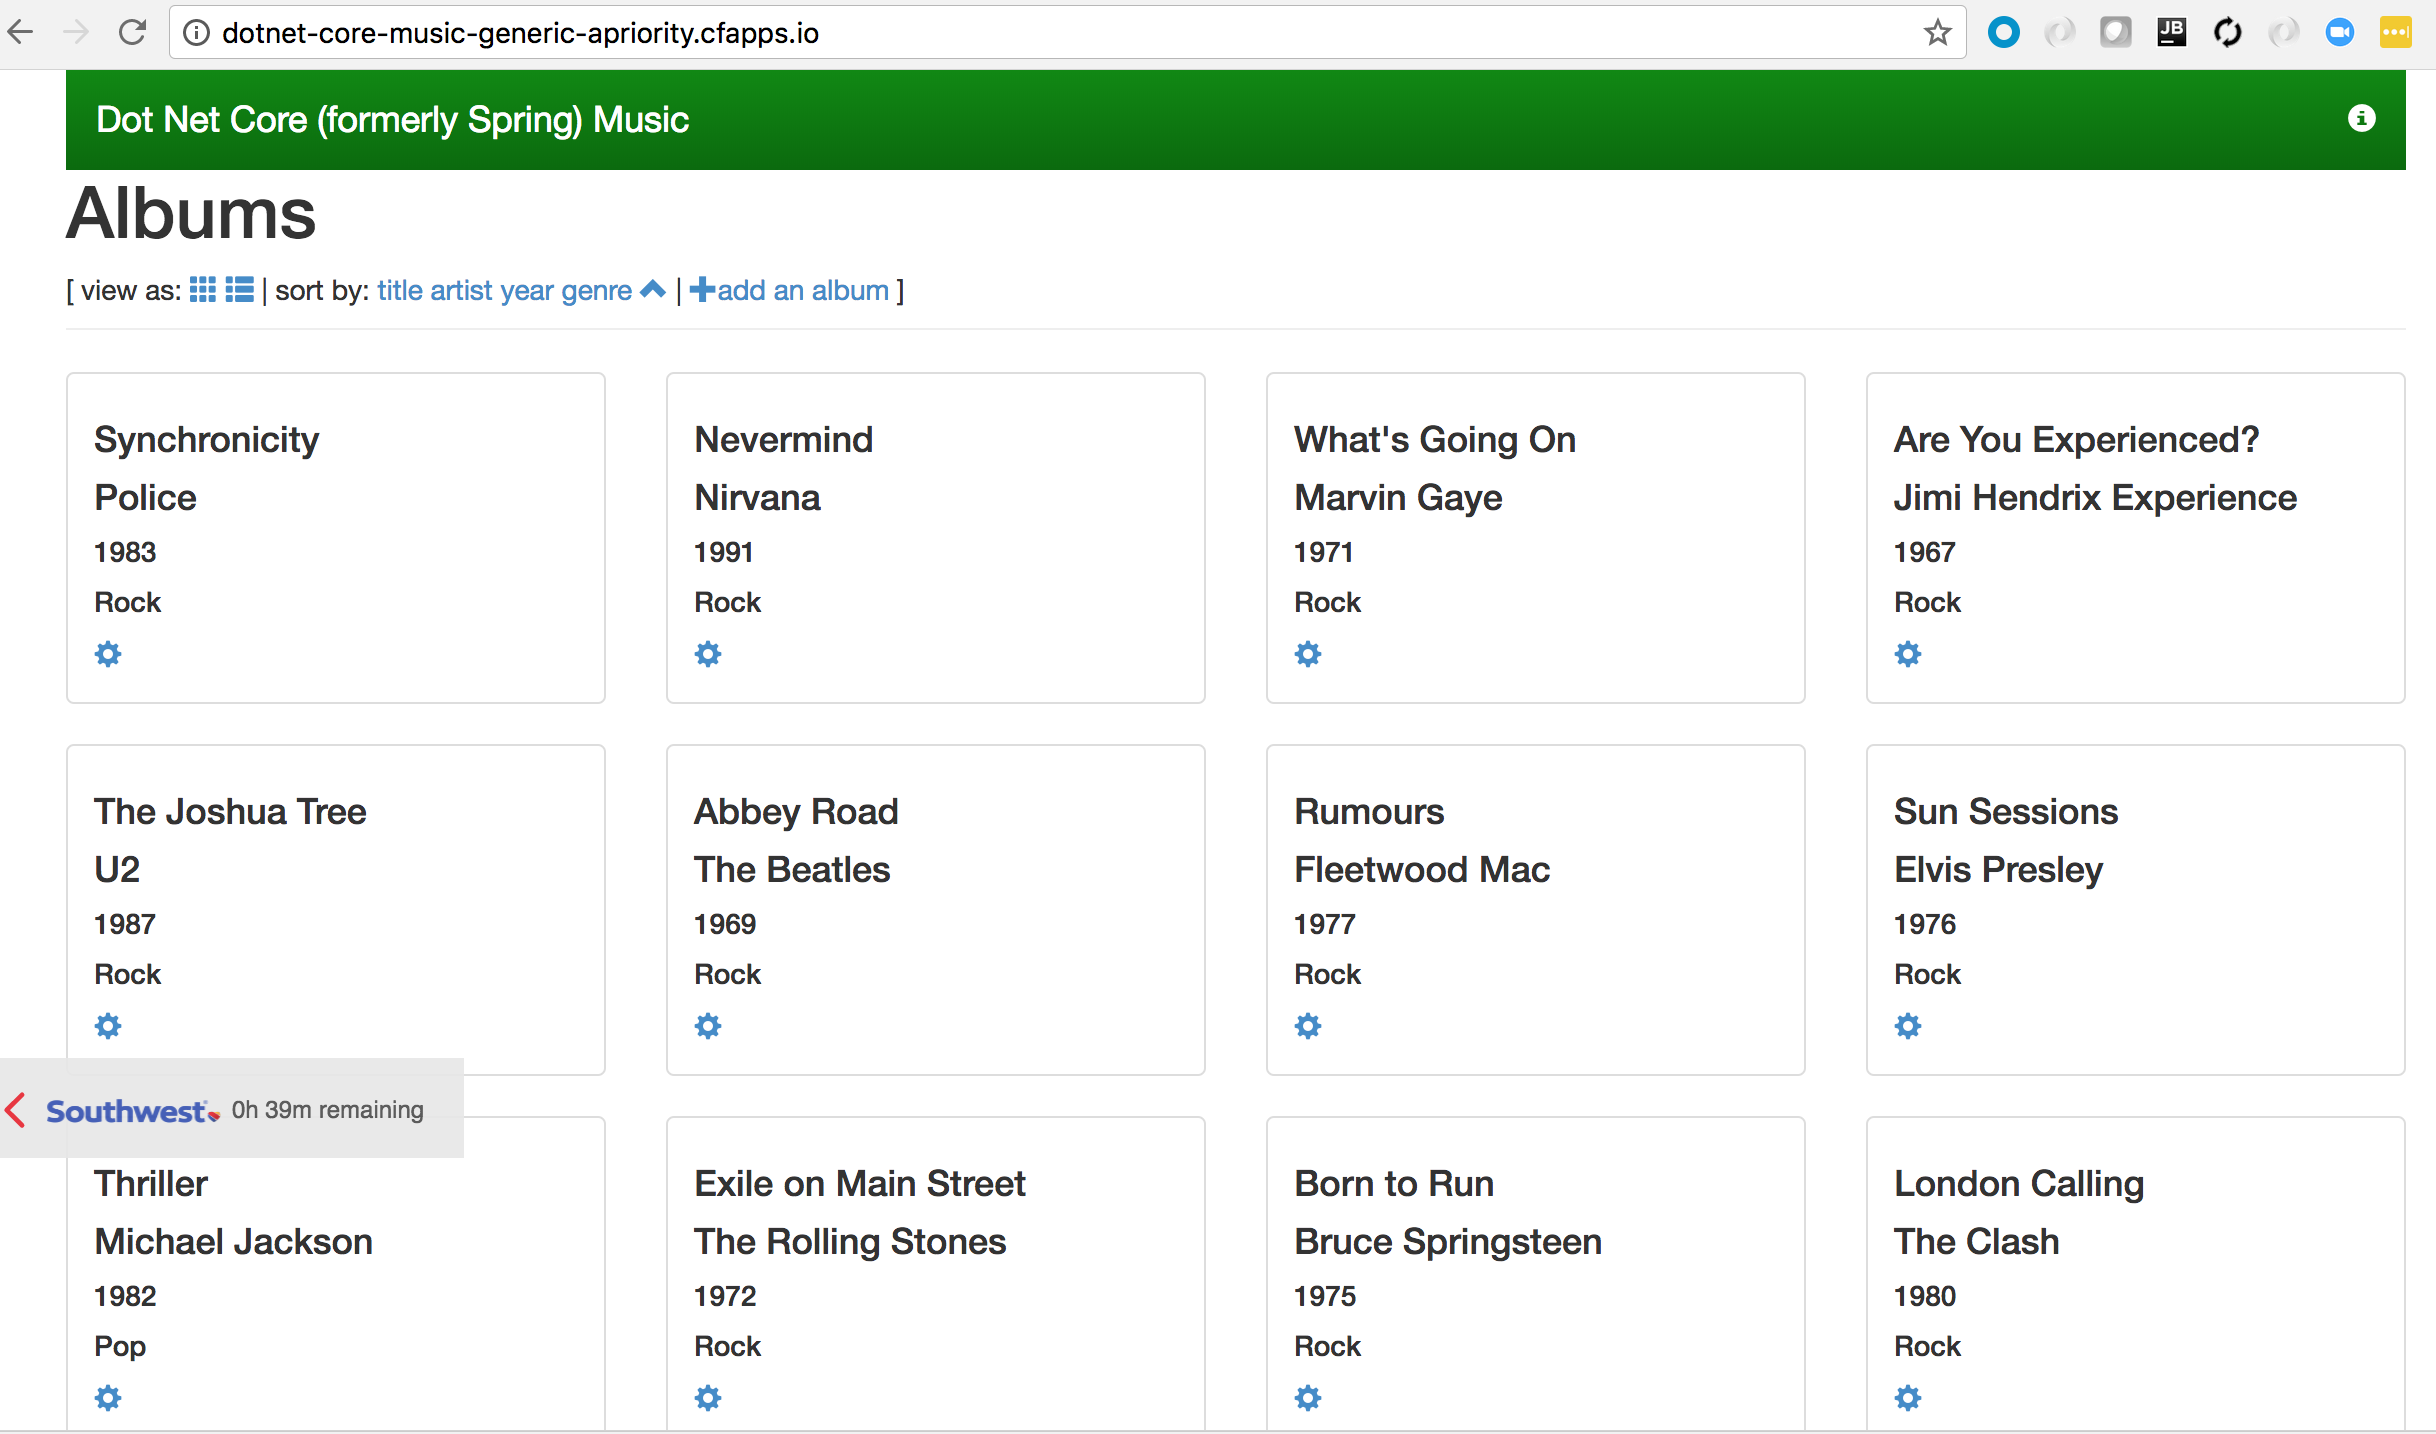 dotnet-core-music-generic-apriority.cfapps.io
JB
Dot Net Core (formerly Spring) Music
Albums
[ view as: | sort by: title artist year genre | add an album ]
Synchronicity
Police
1983
Rock
Nevermind
Nirvana
1991
Rock
What's Going On
Marvin Gaye
1971
Rock
Are You Experienced?
Jimi Hendrix Experience
1967
Rock
The Joshua Tree
U2
1987
Rock
Abbey Road
The Beatles
1969
Rock
Rumours
Fleetwood Mac
1977
Rock
Sun Sessions
Elvis Presley
1976
Rock
Southwest 0h 39m remaining
Thriller
Michael Jackson
1982
Pop
Exile on Main Street
The Rolling Stones
1972
Rock
Born to Run
Bruce Springsteen
1975
Rock
London Calling
The Clash
1980
Rock